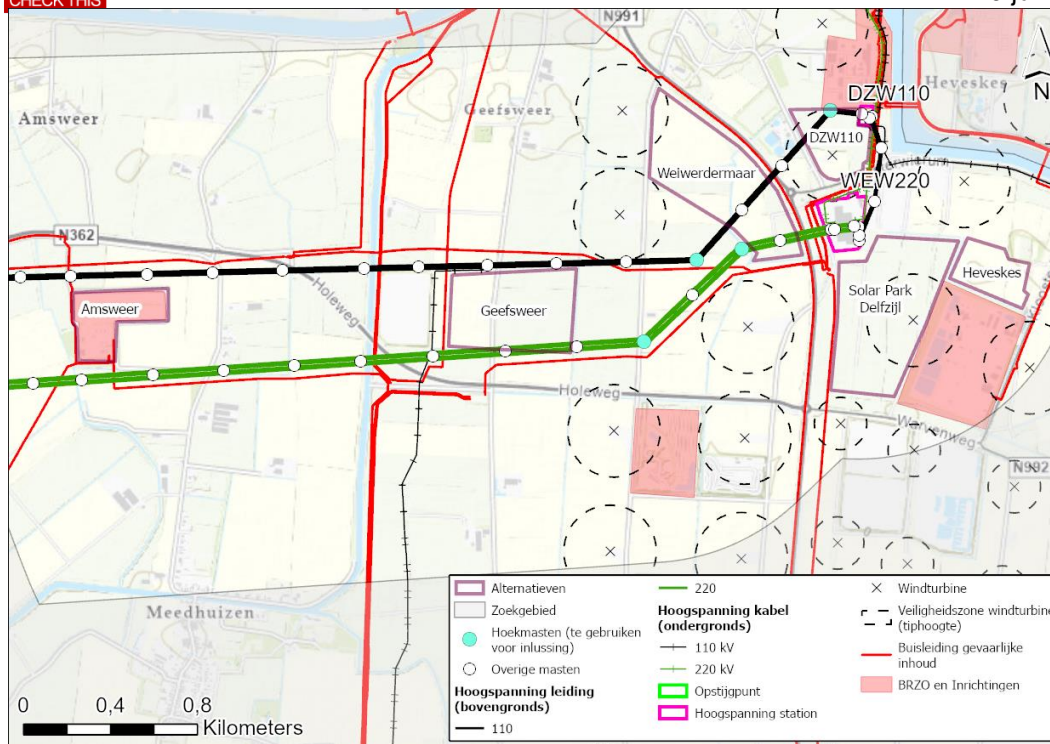 CHECK THIS
N991
Amsweer
Geefsweer
Heveskes
N
DZW110
DZW110
Weiwerdermaar
WEW220
N362
Holeweg
Heveskes
Solar Park
Delfzijl
Amsweer
Geefsweer
Holeweg
Warvenweg
N992
Meedhuizen
Alternatieven
Zoekgebied
Hoekmasten (te gebruiken
voor inlussing)
Overige masten
Hoogspanning leiding
(bovengronds)
110
220
Hoogspanning kabel
(ondergronds)
110 kV
220 kV
Opstijgpunt
Hoogspanning station
Windturbine
Veiligheidszone windturbine
(tiphoogte)
Buisleiding gevaarlijke
inhoud
BRZO en Inrichtingen
0 0,4 0,8
Kilometers